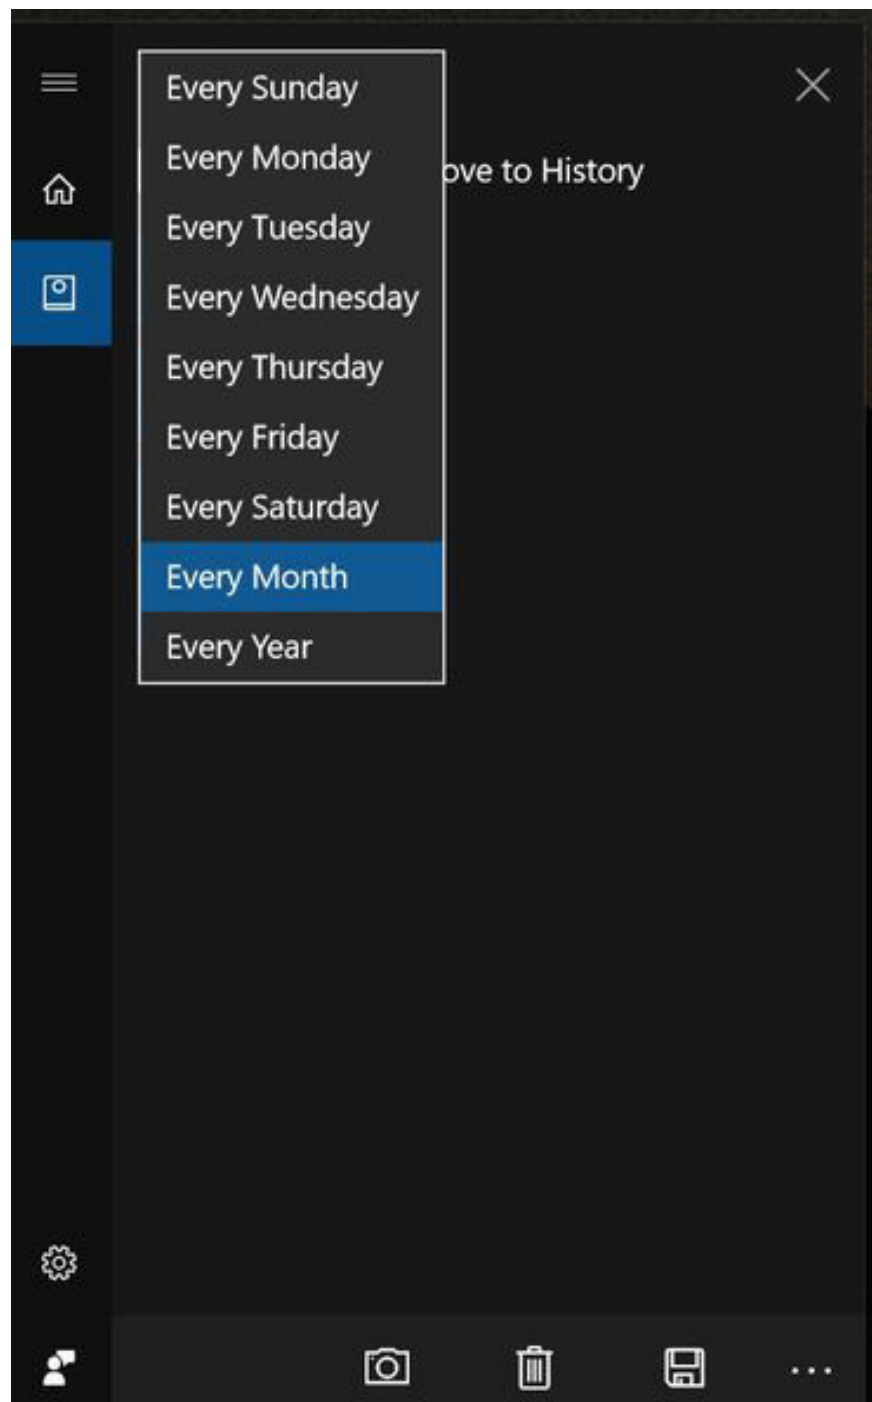 Every Sunday
Every Monday
ove to History
Every Tuesday
Every Wednesday
Every Thursday
Every Friday
Every Saturday
Every Month
Every Year